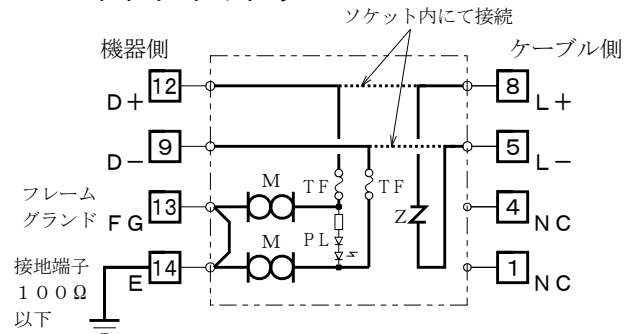 ソケット内にて接続
機器側
ケーブル側
12
D+
8
L+
9
D−
5
L−
M
TF
TF
フレーム
グランド
FG
13
Z
4
NC
PL
M
接地端子
100Ω
以下
14
E
1
NC